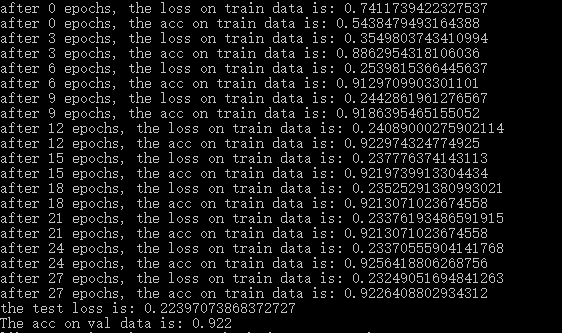 after 0 epochs, the loss on train data is: 0.7411739422327537
after 0 epochs, the acc on train data is: 0.5438479493164388
after 3 epochs, the loss on train data is: 0.3549803743410994
after 3 epochs, the acc on train data is: 0.8862954318106036
after 6 epochs, the loss on train data is: 0.2539815366445637
after 6 epochs, the acc on train data is: 0.9129709903301101
after 9 epochs, the loss on train data is: 0.2442861961276567
after 9 epochs, the acc on train data is: 0.9186395465155052
after 12 epochs, the loss on train data is: 0.24089000275902114
after 12 epochs, the acc on train data is: 0.922974324774925
after 15 epochs, the loss on train data is: 0.237776374143113
after 15 epochs, the acc on train data is: 0.9219739913304434
after 18 epochs, the loss on train data is: 0.23525291380993021
after 18 epochs, the acc on train data is: 0.9213071023674558
after 21 epochs, the loss on train data is: 0.23376193486591915
after 21 epochs, the acc on train data is: 0.9213071023674558
after 24 epochs, the loss on train data is: 0.23370555904141768
after 24 epochs, the acc on train data is: 0.9256418806268756
after 27 epochs, the loss on train data is: 0.23249051694841263
after 27 epochs, the acc on train data is: 0.9226408802934312
the test loss is: 0.22397073868372727
The acc on val data is: 0.922